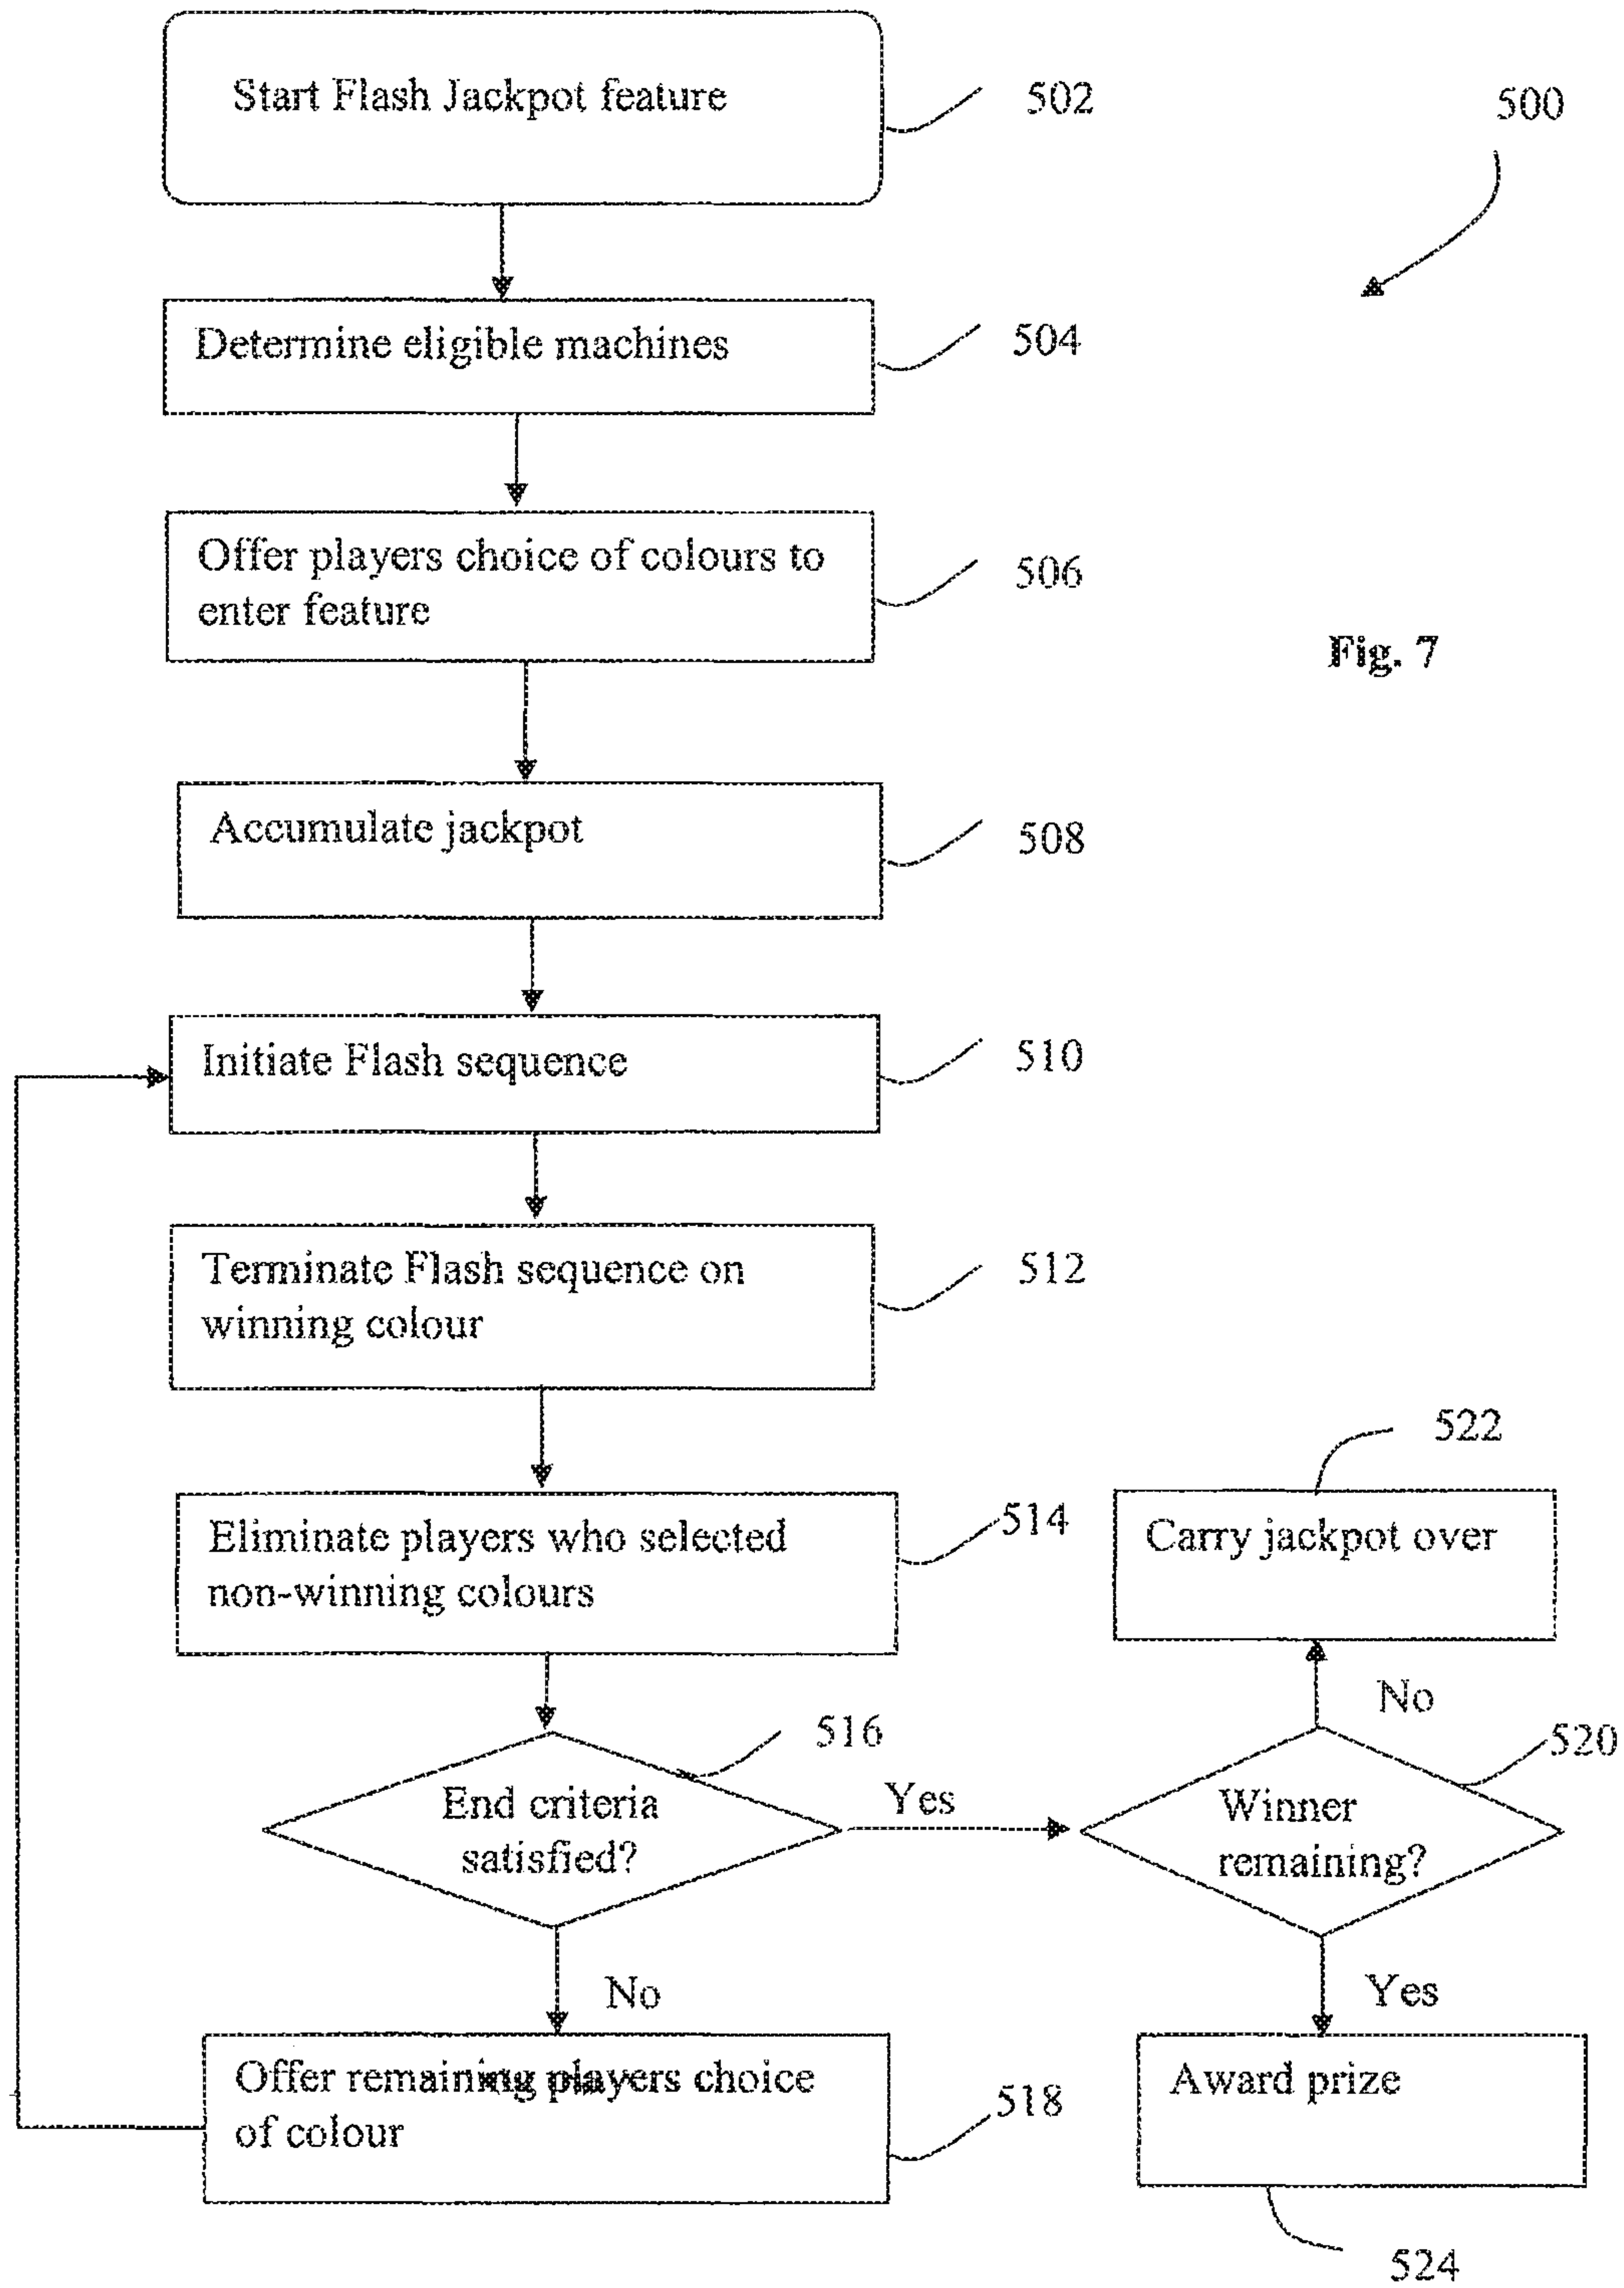 Start Flash Jackpot feature
502
500
Determine eligible machines
504
Offer players choice of colours to
enter feature
506
Fig. 7
Accumulate jackpot
508
Initiate Flash sequence
510
Terminate Flash sequence on
winning colour
512
522
Eliminate players who selected
non-winning colours
514
Carry jackpot over
No
516
520
End criteria
satisfied?
Yes
Winner
remaining?
No
Yes
Offer remaining players choice
of colour
518
Award prize
524